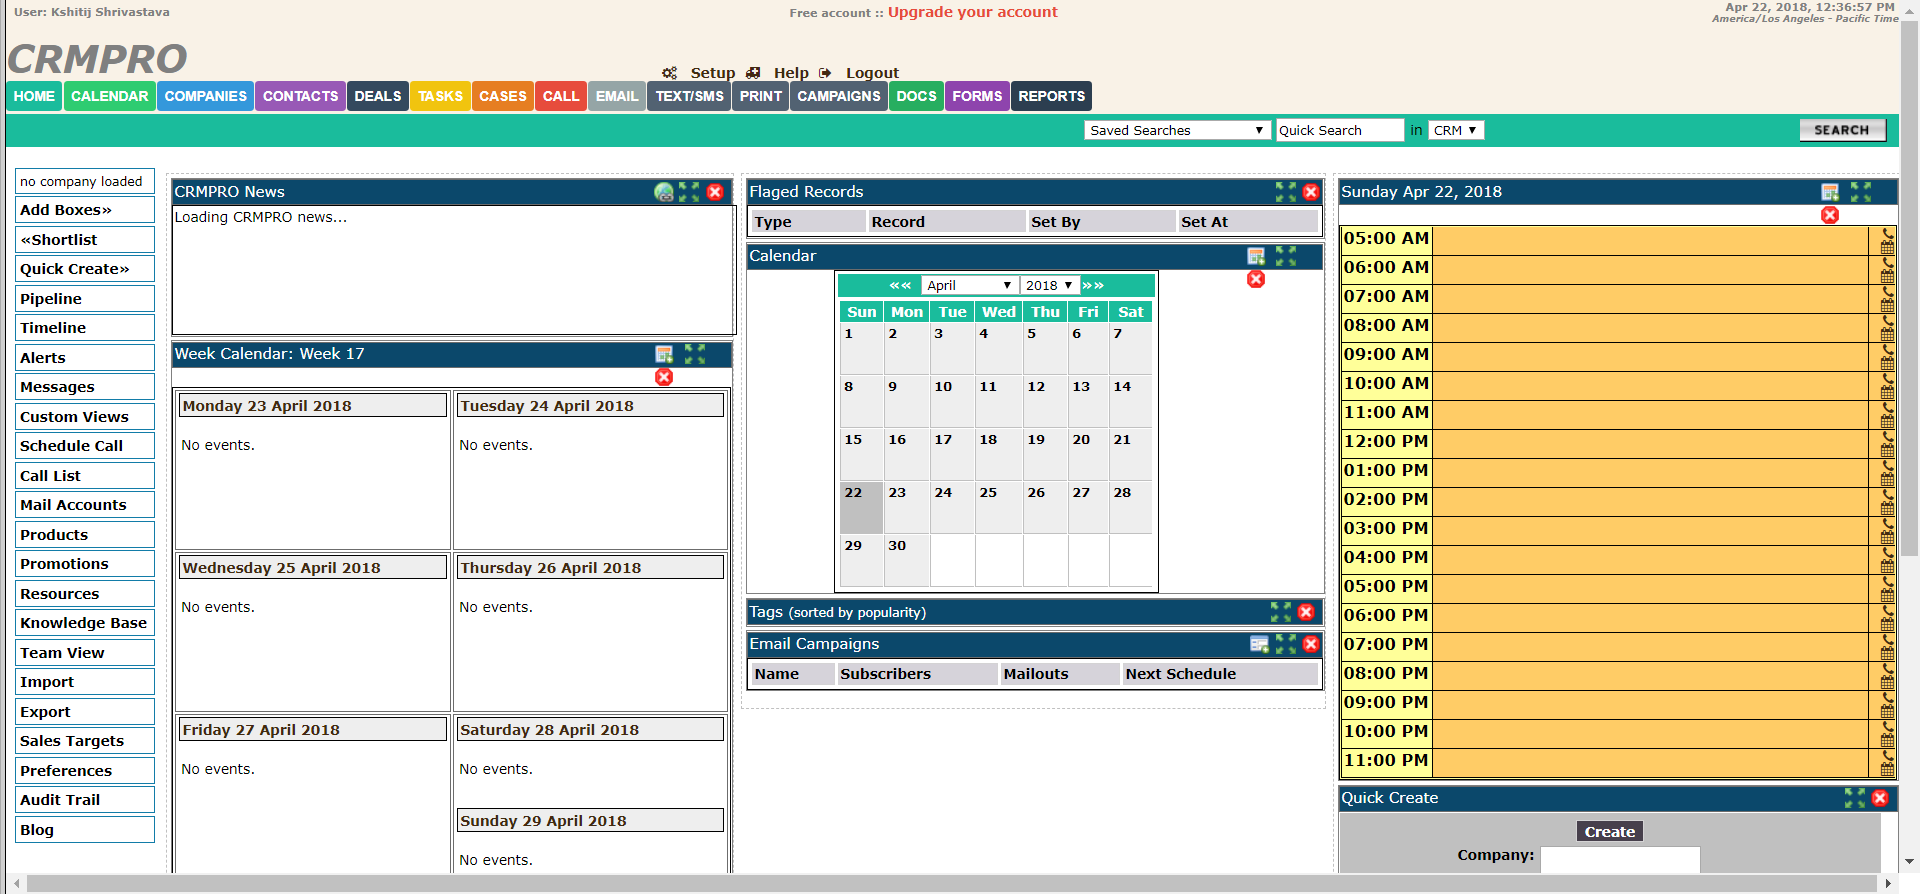 User: Kshitij Shrivastava
Free account :: Upgrade your account
Apr 22, 2018, 12:36:57 PM
America/Los Angeles - Pacific Time
CRMPRO
Setup Help Logout
HOME CALENDAR COMPANIES CONTACTS DEALS TASKS CASES CALL EMAIL TEXT/SMS PRINT CAMPAIGNS DOCS FORMS REPORTS
Saved Searches Quick Search in CRM SEARCH
no company loaded
Add Boxes»
«Shortlist
Quick Create»
Pipeline
Timeline
Alerts
Messages
Custom Views
Schedule Call
Call List
Mail Accounts
Products
Promotions
Resources
Knowledge Base
Team View
Import
Export
Sales Targets
Preferences
Audit Trail
Blog
CRMPRO News
Loading CRMPRO news...
Week Calendar: Week 17
Monday 23 April 2018
No events.
Tuesday 24 April 2018
No events.
Wednesday 25 April 2018
No events.
Thursday 26 April 2018
No events.
Friday 27 April 2018
No events.
Saturday 28 April 2018
No events.
Sunday 29 April 2018
No events.
Flaged Records
Type Record Set By Set At
Calendar
«« April 2018 »»
Sun Mon Tue Wed Thu Fri Sat
1 2 3 4 5 6 7
8 9 10 11 12 13 14
15 16 17 18 19 20 21
22 23 24 25 26 27 28
29 30
Tags (sorted by popularity)
Email Campaigns
Name Subscribers Mailouts Next Schedule
Sunday Apr 22, 2018
05:00 AM
06:00 AM
07:00 AM
08:00 AM
09:00 AM
10:00 AM
11:00 AM
12:00 PM
01:00 PM
02:00 PM
03:00 PM
04:00 PM
05:00 PM
06:00 PM
07:00 PM
08:00 PM
09:00 PM
10:00 PM
11:00 PM
Quick Create
Create
Company: